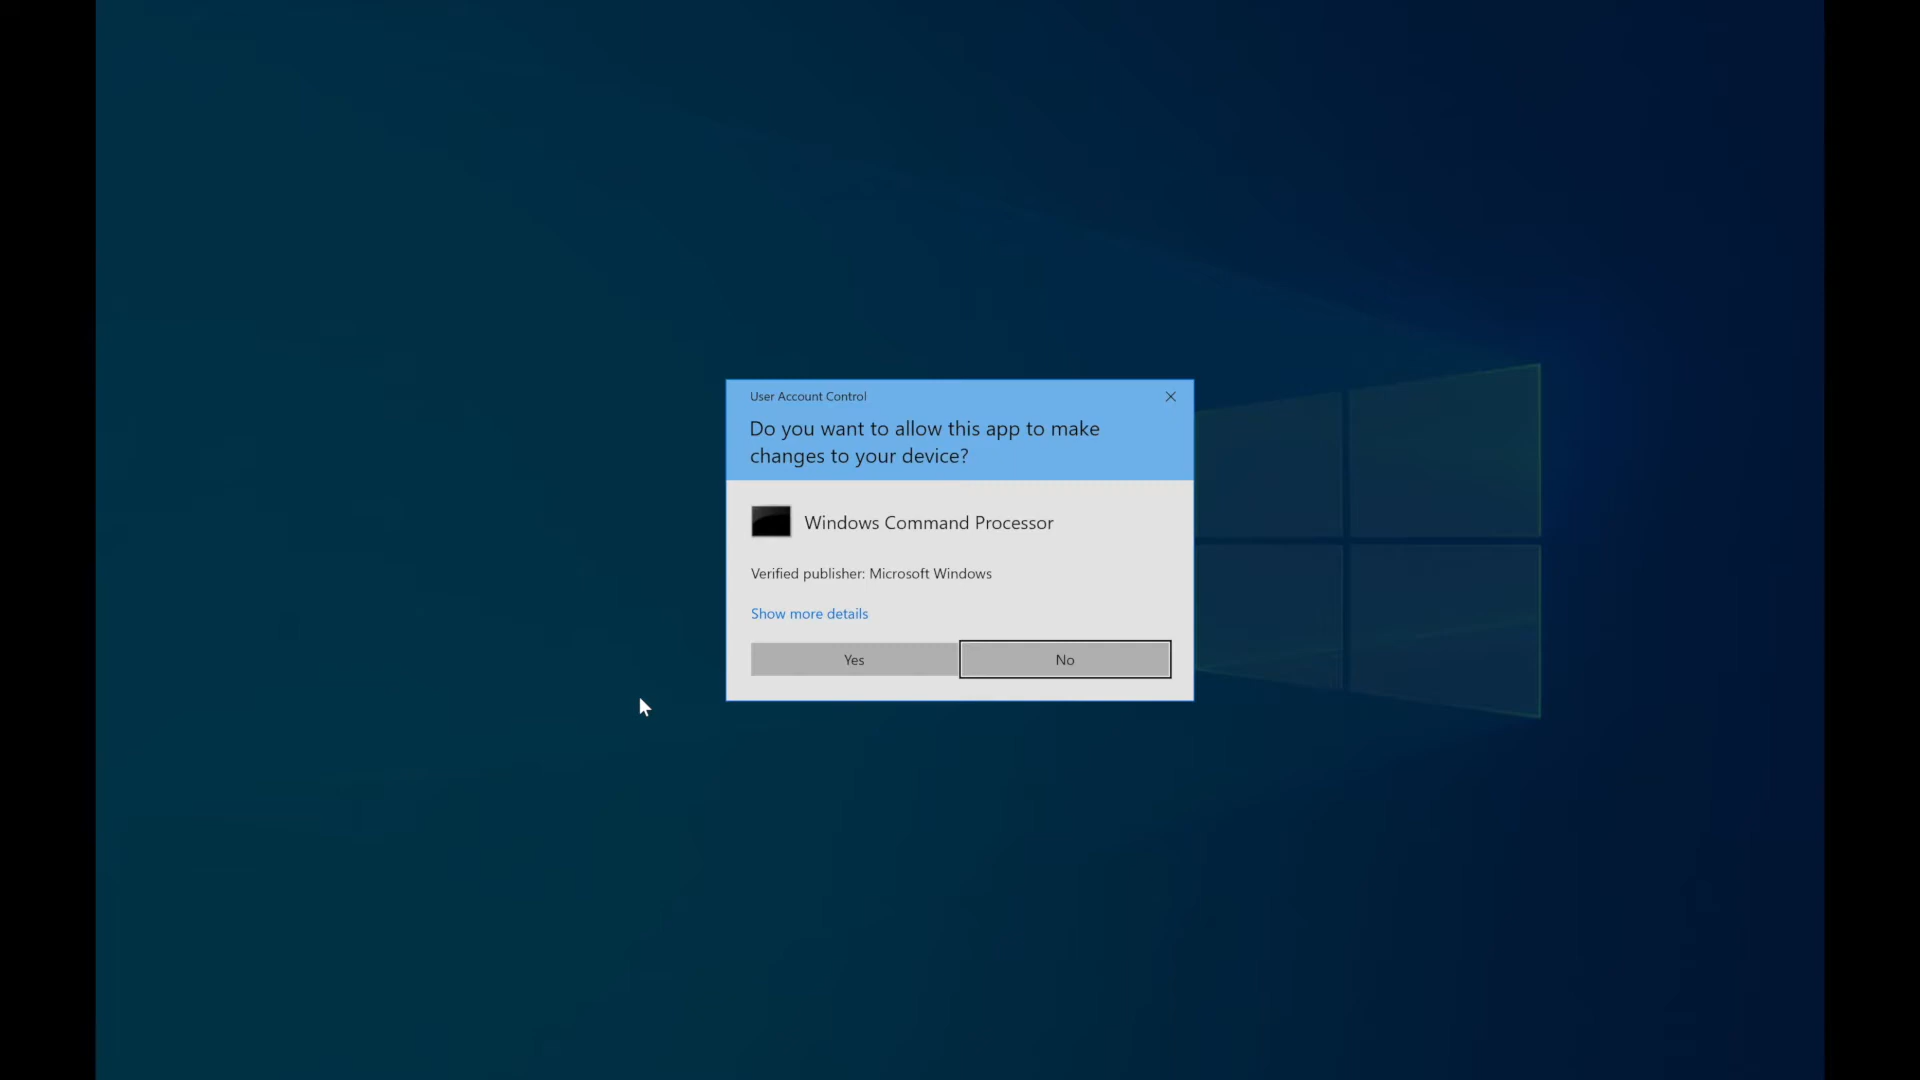 User Account Control
Do you want to allow this app to make
changes to your device?
Windows Command Processor
Verified publisher: Microsoft Windows
Show more details
Yes
No